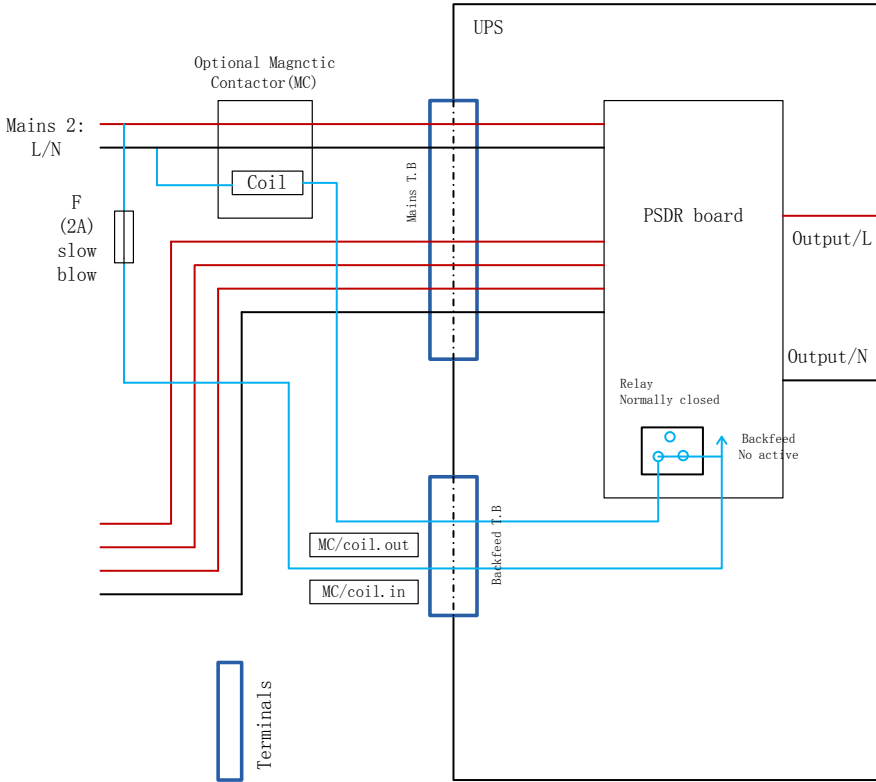 UPS
Optional Magnctic
Contactor(MC)
Mains 2:
L/N
Coil
Mains T.B
F
(2A)
slow
blow
PSDR board
Output/L
Output/N
Relay
Normally closed
Backfeed
No active
MC/coil.out
MC/coil.in
Backfeed T.B
Terminals